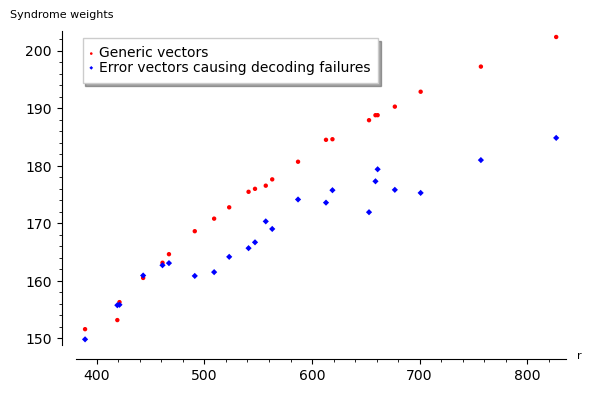 Syndrome weights
Generic vectors
Error vectors causing decoding failures
200
190
180
170
160
150
400 500 600 700 800
r